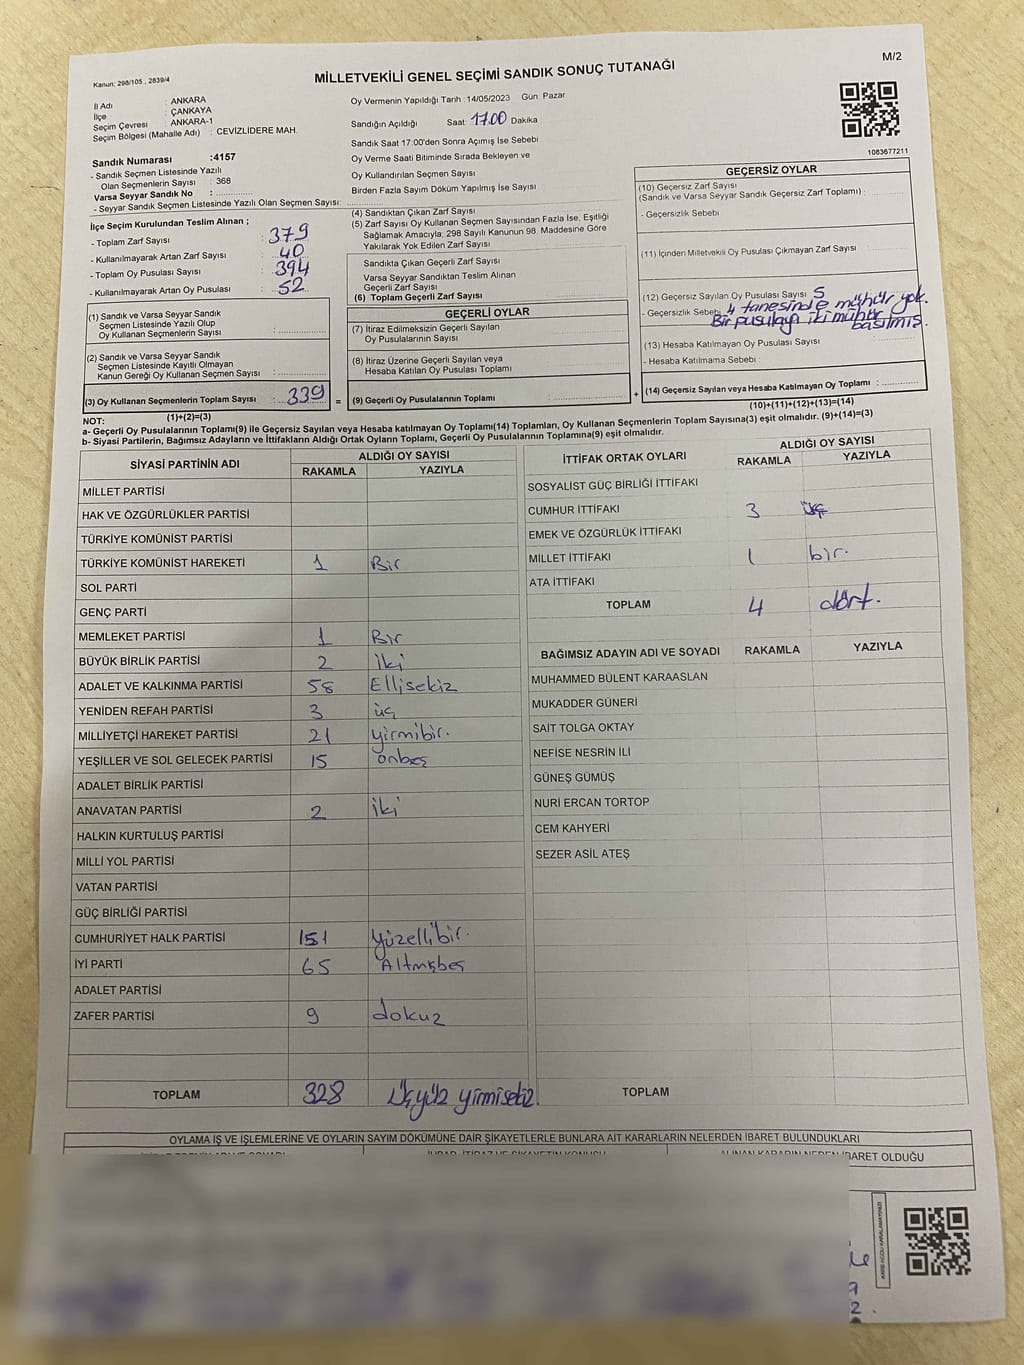 Kanun: 298/105 , 2839/4
MİLLETVEKİLİ GENEL SEÇİMİ SANDIK SONUÇ TUTANAĞI
M/2
İl Adı : ANKARA
İlçe : ÇANKAYA
Seçim Çevresi : ANKARA-1
Seçim Bölgesi (Mahalle Adı) : CEVİZLİDERE MAH.
Sandık Numarası :4157
- Sandık Seçmen Listesinde Yazılı
Olan Seçmenlerin Sayısı : 368
Varsa Seyyar Sandık No :
- Seyyar Sandık Seçmen Listesinde Yazılı Olan Seçmen Sayısı:
Oy Vermenin Yapıldığı Tarih :14/05/2023 Gün: Pazar
Sandığın Açıldığı Saat: 17.00 Dakika :
Sandık Saat 17.00'den Sonra Açımış İse Sebebi
Oy Verme Saati Bitiminde Sırada Bekleyen ve
Oy Kullandırılan Seçmen Sayısı
Birden Fazla Sayım Döküm Yapılmış İse Sayısı
1083677211
İlçe Seçim Kurulundan Teslim Alınan ;
- Toplam Zarf Sayısı : 379
- Kullanılmayarak Artan Zarf Sayısı : 40
- Toplam Oy Pusulası Sayısı : 394
- Kullanılmayarak Artan Oy Pusulası : 52
(1) Sandık ve Varsa Seyyar Sandık
Seçmen Listesinde Yazılı Olup
Oy Kullanan Seçmenlerin Sayısı :
(2) Sandık ve Varsa Seyyar Sandık
Seçmen Listesinde Kayıtlı Olmayan
Kanun Gereği Oy Kullanan Seçmen Sayısı :
(3) Oy Kullanan Seçmenlerin Toplam Sayısı : 339
(1)+(2)=(3)
(4) Sandıktan Çıkan Zarf Sayısı
(5) Zarf Sayısı Oy Kullanan Seçmen Sayısından Fazla İse, Eşitliği
Sağlamak Amacıyla, 298 Sayılı Kanunun 98. Maddesine Göre
Yakılarak Yok Edilen Zarf Sayısı
Sandıkta Çıkan Geçerli Zarf Sayısı
Varsa Seyyar Sandıktan Teslim Alınan
Geçerli Zarf Sayısı
(6) Toplam Geçerli Zarf Sayısı :
GEÇERLİ OYLAR
(7) İtiraz Edilmeksizin Geçerli Sayılan
Oy Pusulalarının Sayısı
(8) İtiraz Üzerine Geçerli Sayılan veya
Hesaba Katılan Oy Pusulası Toplamı
= (9) Geçerli Oy Pusulalarının Toplamı :
GEÇERSİZ OYLAR
(10) Geçersiz Zarf Sayısı
(Sandık ve Varsa Seyyar Sandık Geçersiz Zarf Toplamı) :
- Geçersizlik Sebebi
(11) İçinden Milletvekili Oy Pusulası Çıkmayan Zarf Sayısı :
(12) Geçersiz Sayılan Oy Pusulası Sayısı 5
- Geçersizlik Sebebi 4 tanesinde mühür yok.
Bir pusulaya iki mühür
basılmış.
(13) Hesaba Katılmayan Oy Pusulası Sayısı :
- Hesaba Katılmama Sebebi :
+ (14) Geçersiz Sayılan veya Hesaba Katılmayan Oy Toplamı :
(10)+(11)+(12)+(13)=(14)
NOT:
a- Geçerli Oy Pusulalarının Toplamı(9) ile Geçersiz Sayılan veya Hesaba katılmayan Oy Toplamı(14) Toplamları, Oy Kullanan Seçmenlerin Toplam Sayısına(3) eşit olmalıdır. (9)+(14)=(3)
b- Siyasi Partilerin, Bağımsız Adayların ve İttifakların Aldığı Ortak Oyların Toplamı, Geçerli Oy Pusulalarının Toplamına(9) eşit olmalıdır.
SİYASİ PARTİNİN ADI ALDIĞI OY SAYISI
RAKAMLA YAZIYLA
MİLLET PARTİSİ
HAK VE ÖZGÜRLÜKLER PARTİSİ
TÜRKİYE KOMÜNİST PARTİSİ
TÜRKİYE KOMÜNİST HAREKETİ 1 Bir
SOL PARTİ
GENÇ PARTİ
MEMLEKET PARTİSİ 1 Bir
BÜYÜK BİRLİK PARTİSİ 2 İki
ADALET VE KALKINMA PARTİSİ 58 Ellisekiz
YENİDEN REFAH PARTİSİ 3 üç
MİLLİYETÇİ HAREKET PARTİSİ 21 yirmibir.
YEŞİLLER VE SOL GELECEK PARTİSİ 15 onbeş
ADALET BİRLİK PARTİSİ
ANAVATAN PARTİSİ 2 iki
HALKIN KURTULUŞ PARTİSİ
MİLLİ YOL PARTİSİ
VATAN PARTİSİ
GÜÇ BİRLİĞİ PARTİSİ
CUMHURİYET HALK PARTİSİ 151 Yüzellibir.
İYİ PARTİ 65 Altmışbeş
ADALET PARTİSİ
ZAFER PARTİSİ 9 dokuz
TOPLAM 328 Üçyüz yirmisekiz.
İTTİFAK ORTAK OYLARI ALDIĞI OY SAYISI
RAKAMLA YAZIYLA
SOSYALİST GÜÇ BİRLİĞİ İTTİFAKI
CUMHUR İTTİFAKI 3 üç
EMEK VE ÖZGÜRLÜK İTTİFAKI
MİLLET İTTİFAKI 1 bir.
ATA İTTİFAKI
TOPLAM 4 dört.
BAĞIMSIZ ADAYIN ADI VE SOYADI RAKAMLA YAZIYLA
MUHAMMED BÜLENT KARAASLAN
MUKADDER GÜNERİ
SAİT TOLGA OKTAY
NEFİSE NESRİN İLİ
GÜNEŞ GÜMÜŞ
NURİ ERCAN TORTOP
CEM KAHYERİ
SEZER ASİL ATEŞ
TOPLAM
OYLAMA İŞ VE İŞLEMLERİNE VE OYLARIN SAYIM DÖKÜMÜNE DAİR ŞİKAYETLERLE BUNLARA AİT KARARLARIN NELERDEN İBARET BULUNDUKLARI
ALINAN KARARIN NEDEN İBARET OLDUĞU